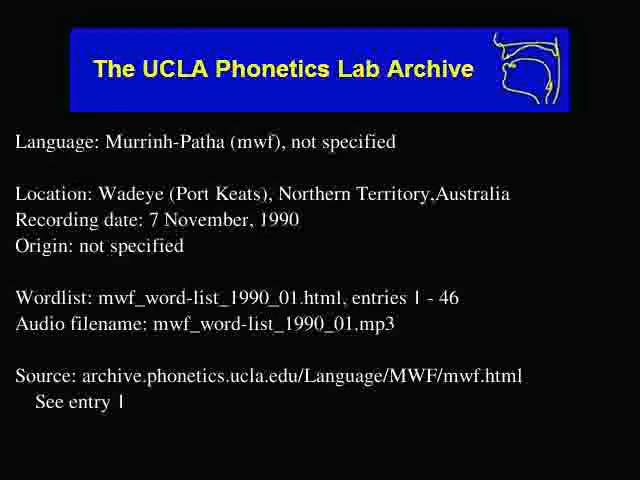 The UCLA Phonetics Lab Archive
Language: Murrinh-Patha (mwf), not specified
Location: Wadeye (Port Keats), Northern Territory,Australia
Recording date: 7 November, 1990
Origin: not specified
Wordlist: mwf_word-list_1990_01.html, entries 1 - 46
Audio filename: mwf_word-list_1990_01.mp3
Source: archive.phonetics.ucla.edu/Language/MWF/mwf.html
See entry 1